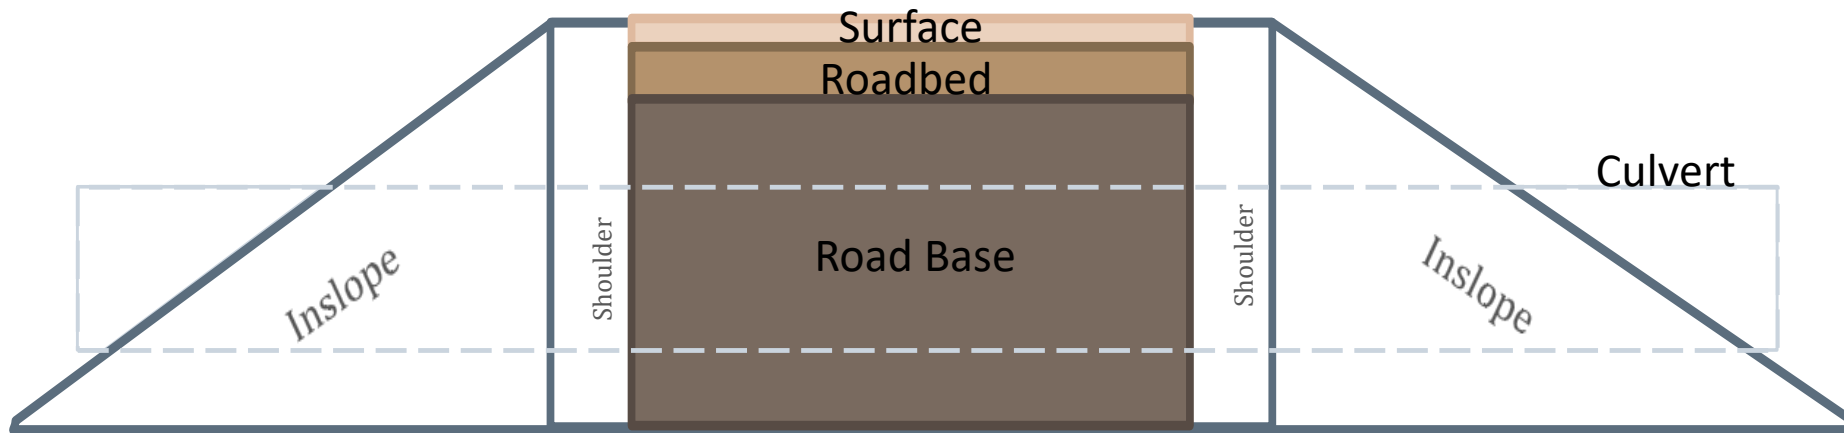 Surface
Roadbed
Culvert
Shoulder
Road Base
Shoulder
Inslope
Inslope